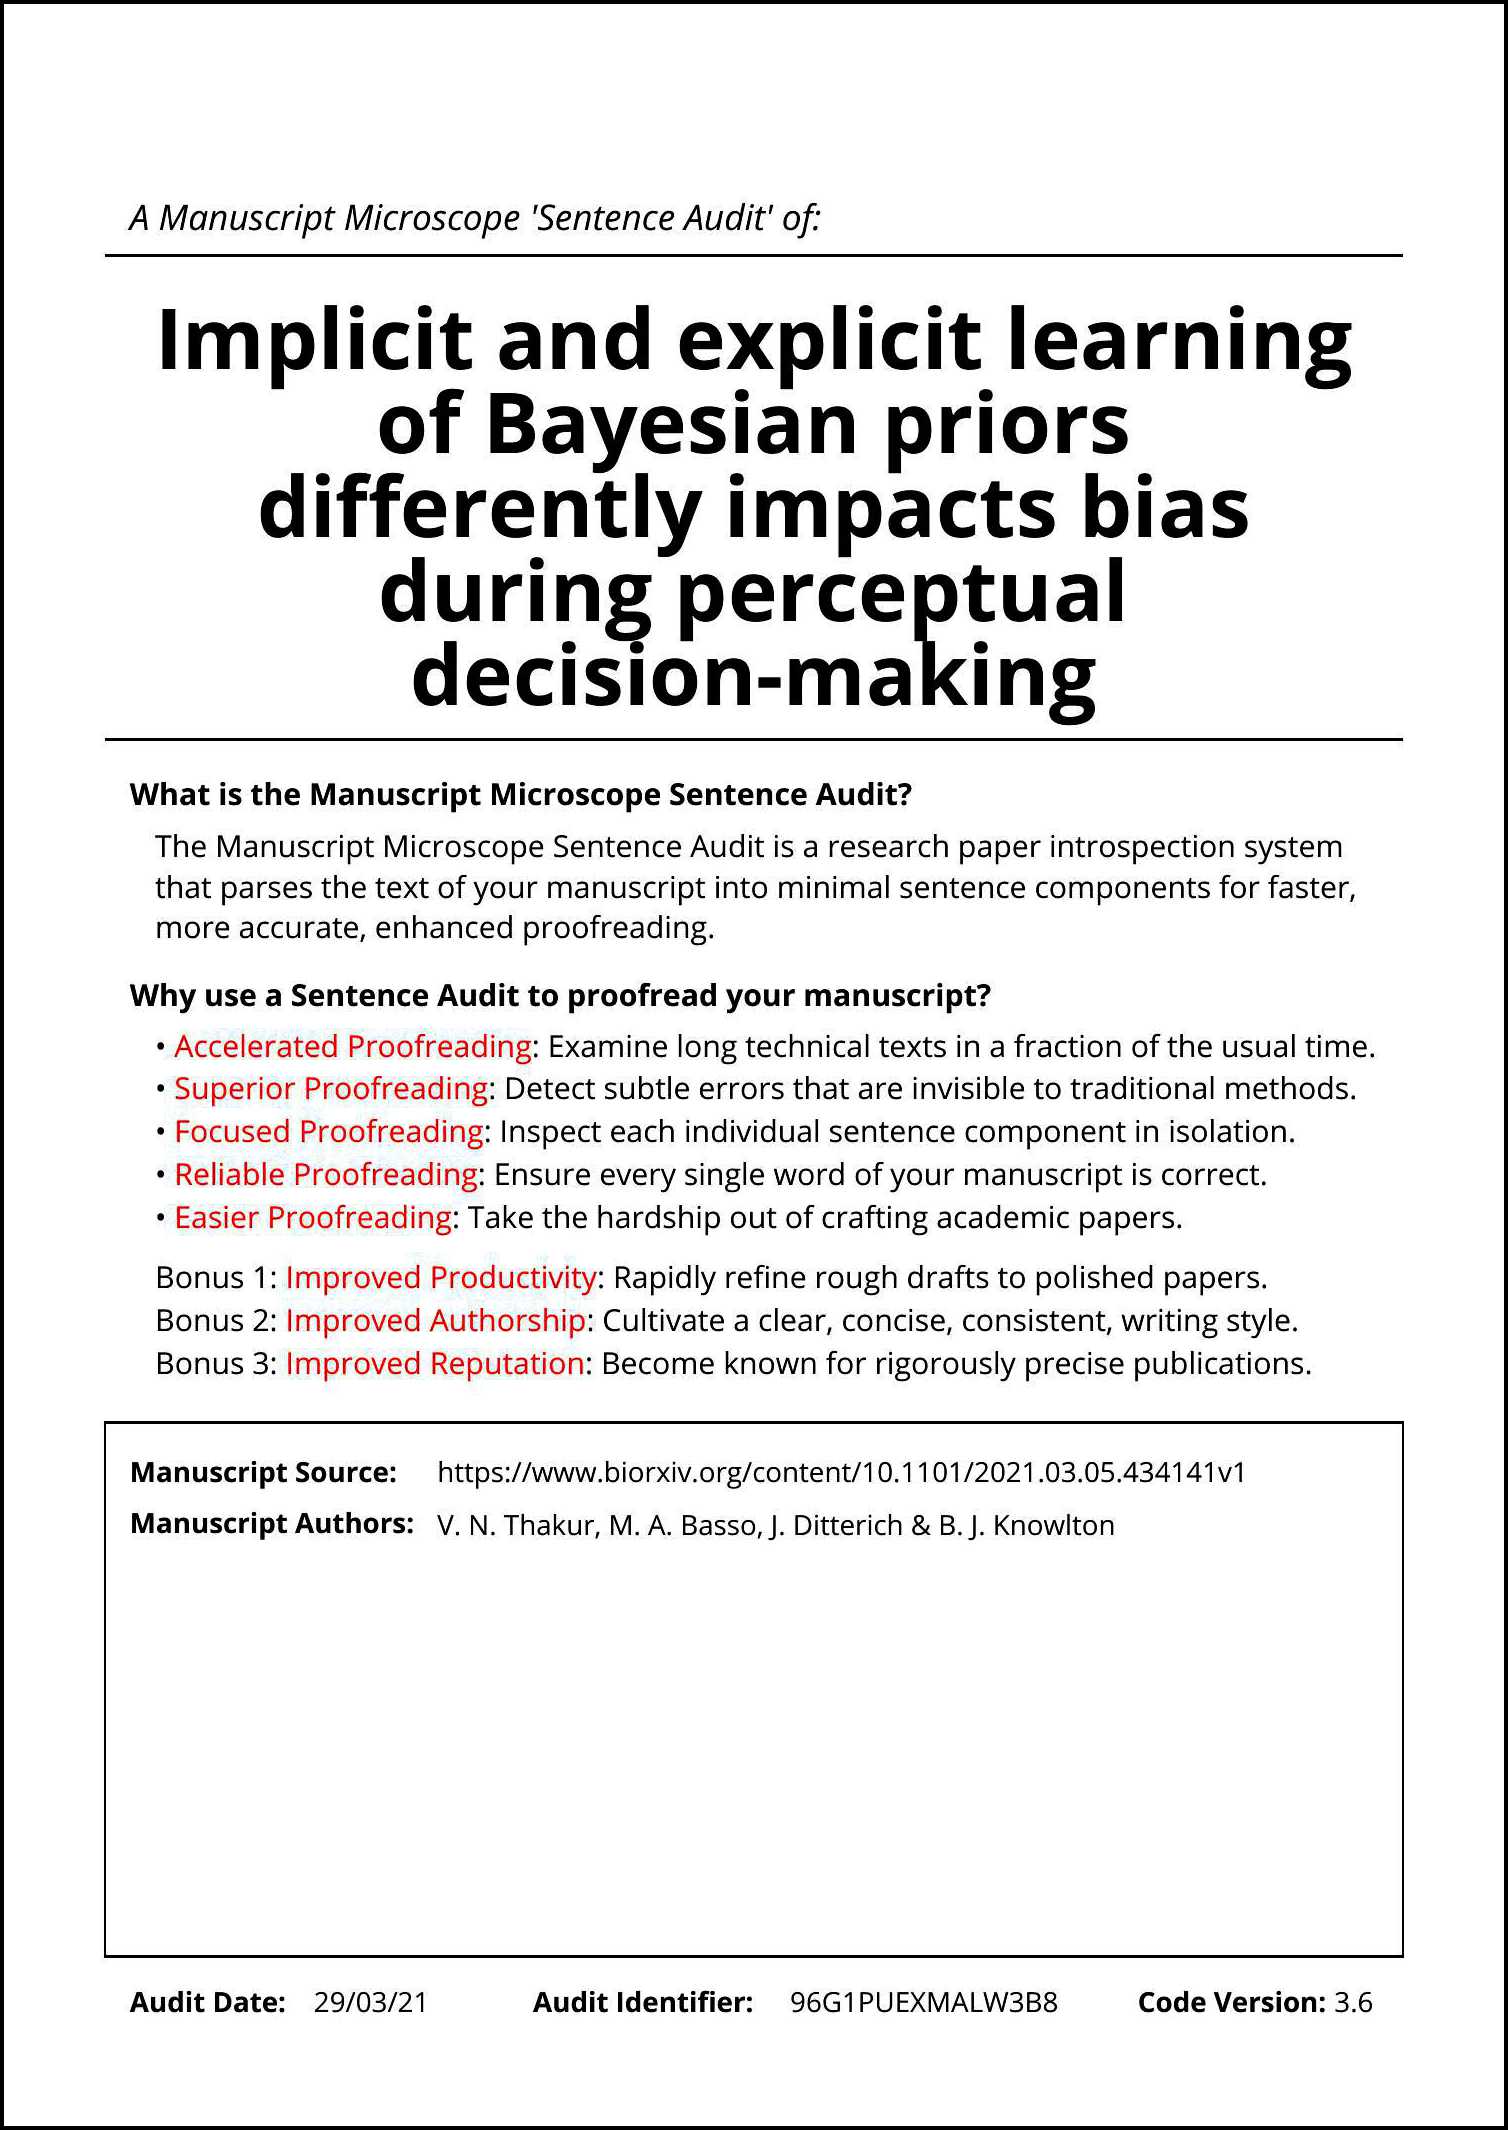 A Manuscript Microscope 'Sentence Audit' of:
Implicit and explicit learning
of Bayesian priors
differently impacts bias
during perceptual
decision-making
What is the Manuscript Microscope Sentence Audit?
The Manuscript Microscope Sentence Audit is a research paper introspection system
that parses the text of your manuscript into minimal sentence components for faster,
more accurate, enhanced proofreading.
Why use a Sentence Audit to proofread your manuscript?
• Accelerated Proofreading: Examine long technical texts in a fraction of the usual time.
• Superior Proofreading: Detect subtle errors that are invisible to traditional methods.
• Focused Proofreading: Inspect each individual sentence component in isolation.
• Reliable Proofreading: Ensure every single word of your manuscript is correct.
• Easier Proofreading: Take the hardship out of crafting academic papers.
Bonus 1: Improved Productivity: Rapidly refine rough drafts to polished papers.
Bonus 2: Improved Authorship: Cultivate a clear, concise, consistent, writing style.
Bonus 3: Improved Reputation: Become known for rigorously precise publications.
Manuscript Source: https://www.biorxiv.org/content/10.1101/2021.03.05.434141v1
Manuscript Authors: V. N. Thakur, M. A. Basso, J. Ditterich & B. J. Knowlton
Audit Date: 29/03/21 Audit Identifier: 96G1PUEXMALW3B8 Code Version: 3.6